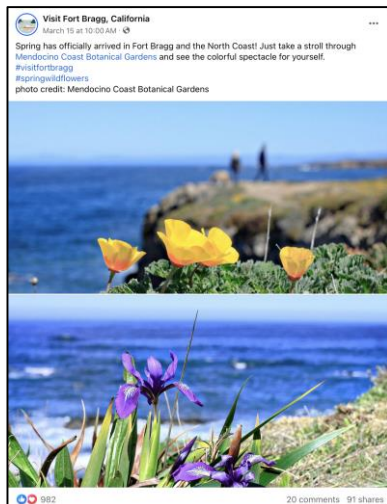 Visit Fort Bragg, California
March 15 at 10:00 AM ·
Spring has officially arrived in Fort Bragg and the North Coast! Just take a stroll through
Mendocino Coast Botanical Gardens and see the colorful spectacle for yourself.
#visitfortbragg
#springwildflowers
photo credit: Mendocino Coast Botanical Gardens
982
20 comments 91 shares